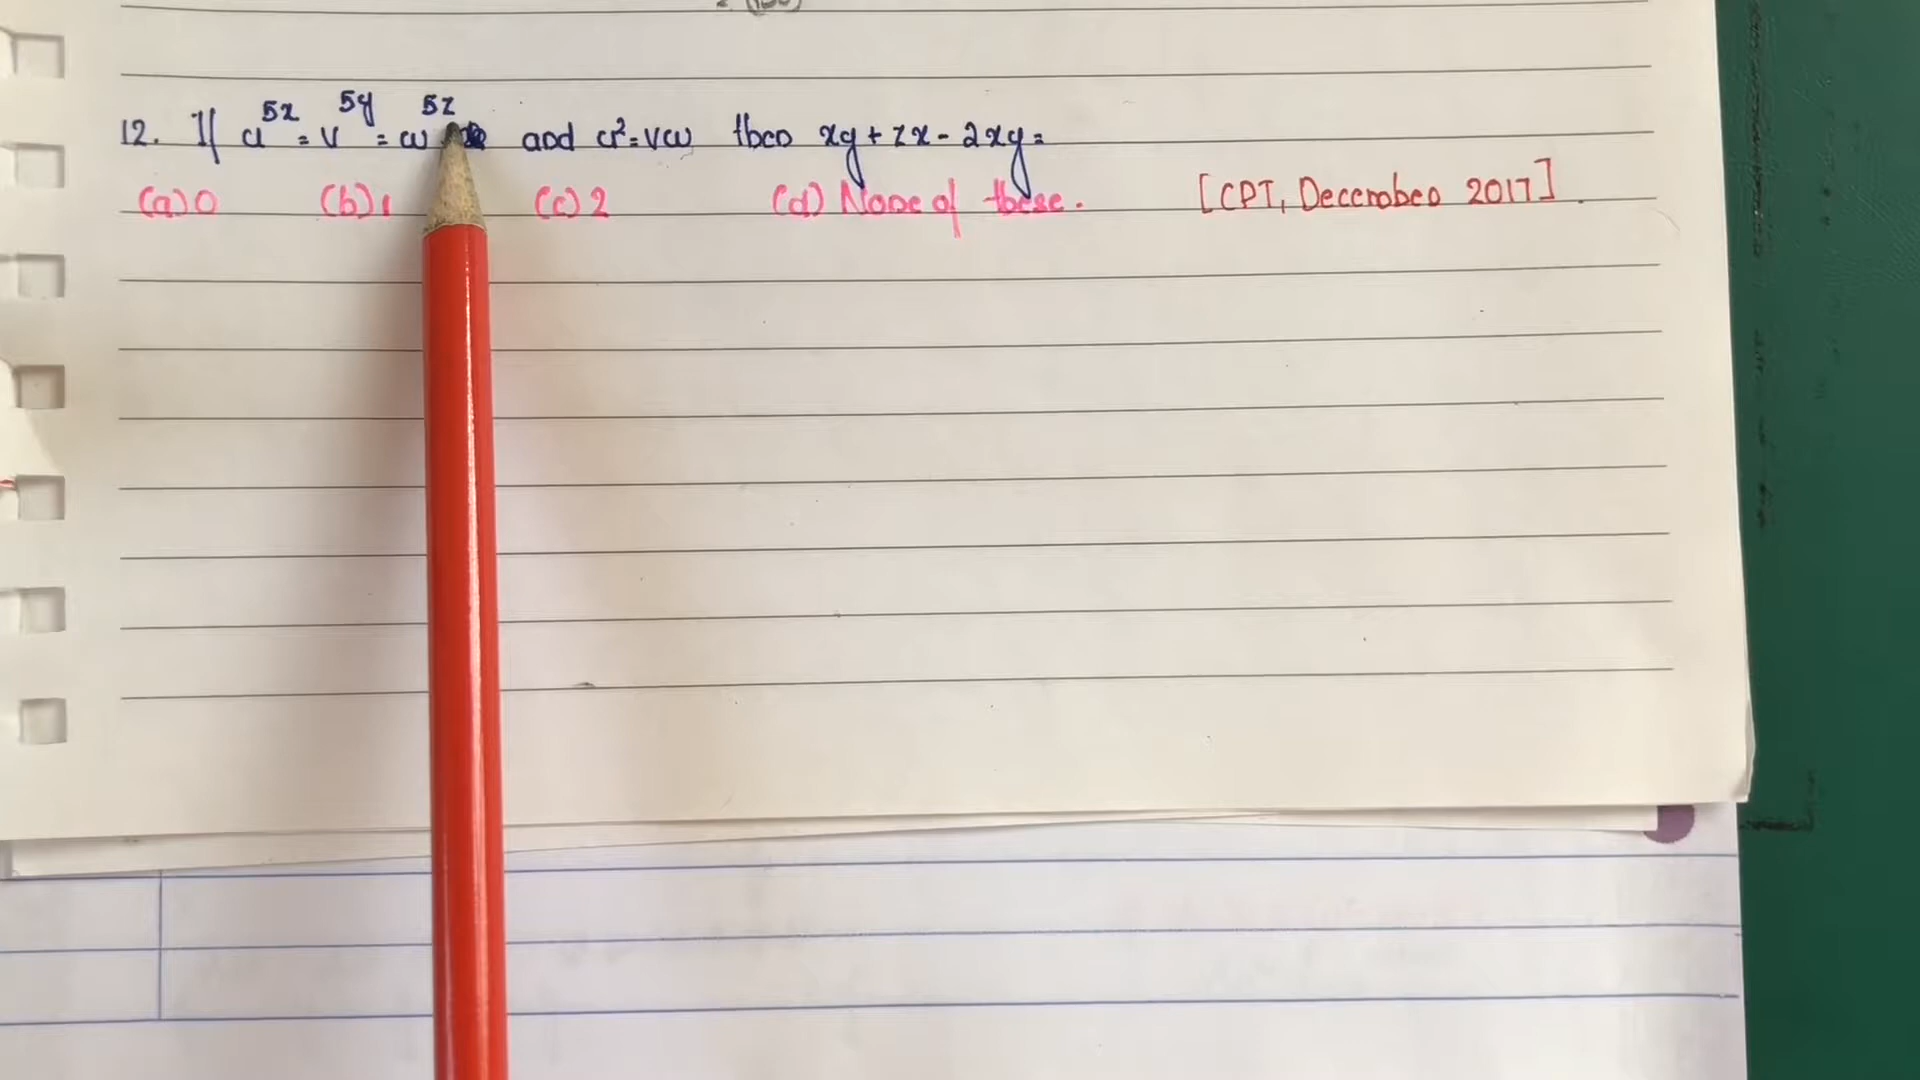 12. If u^5x = v^5y = w^5z and u²=vw then xy + zx - 2xy =
(a) 0 (b) 1 (c) 2 (d) None of these. [CPT, December 2017].